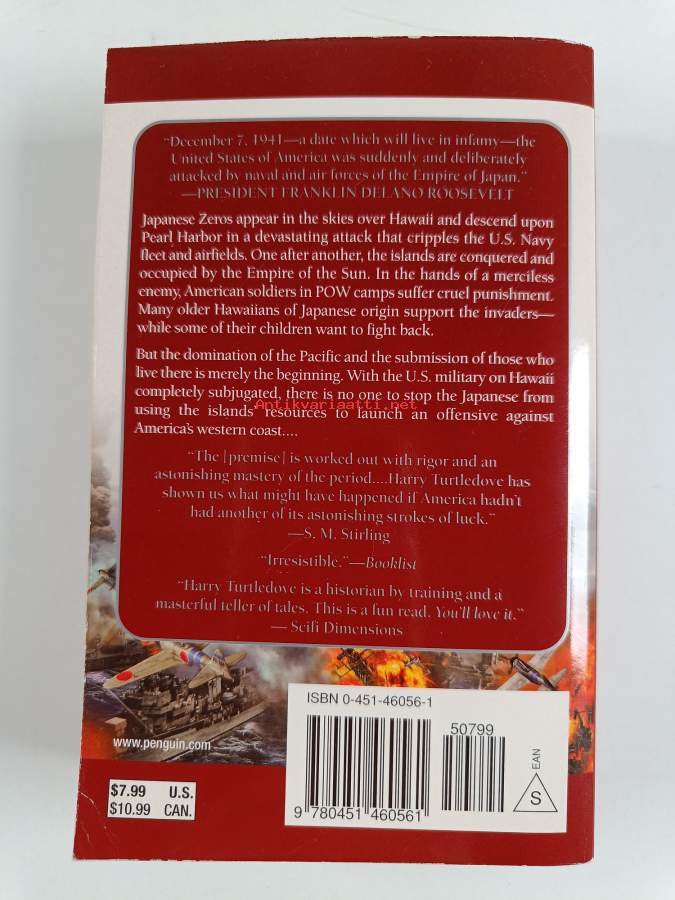 “December 7, 1941—a date which will live in infamy—the
United States of America was suddenly and deliberately
attacked by naval and air forces of the Empire of Japan.”
—PRESIDENT FRANKLIN DELANO ROOSEVELT
Japanese Zeros appear in the skies over Hawaii and descend upon
Pearl Harbor in a devastating attack that cripples the U.S. Navy
fleet and airfields. One after another, the islands are conquered and
occupied by the Empire of the Sun. In the hands of a merciless
enemy, American soldiers in POW camps suffer cruel punishment.
Many older Hawaiians of Japanese origin support the invaders—
while some of their children want to fight back.
But the domination of the Pacific and the submission of those who
live there is merely the beginning. With the U.S. military on Hawaii
completely subjugated, there is no one to stop the Japanese from
Antikvariaatti.net
using the islands’ resources to launch an offensive against
America’s western coast....
“The [premise] is worked out with rigor and an
astonishing mastery of the period....Harry Turtledove has
shown us what might have happened if America hadn’t
had another of its astonishing strokes of luck.”
—S. M. Stirling
“Irresistible.”—Booklist
“Harry Turtledove is a historian by training and a
masterful teller of tales. This is a fun read. You’ll love it.”
—Scifi Dimensions
ISBN 0-451-46056-1
50799
EAN
S
9 780451 460561
www.penguin.com
$7.99 U.S.
$10.99 CAN.